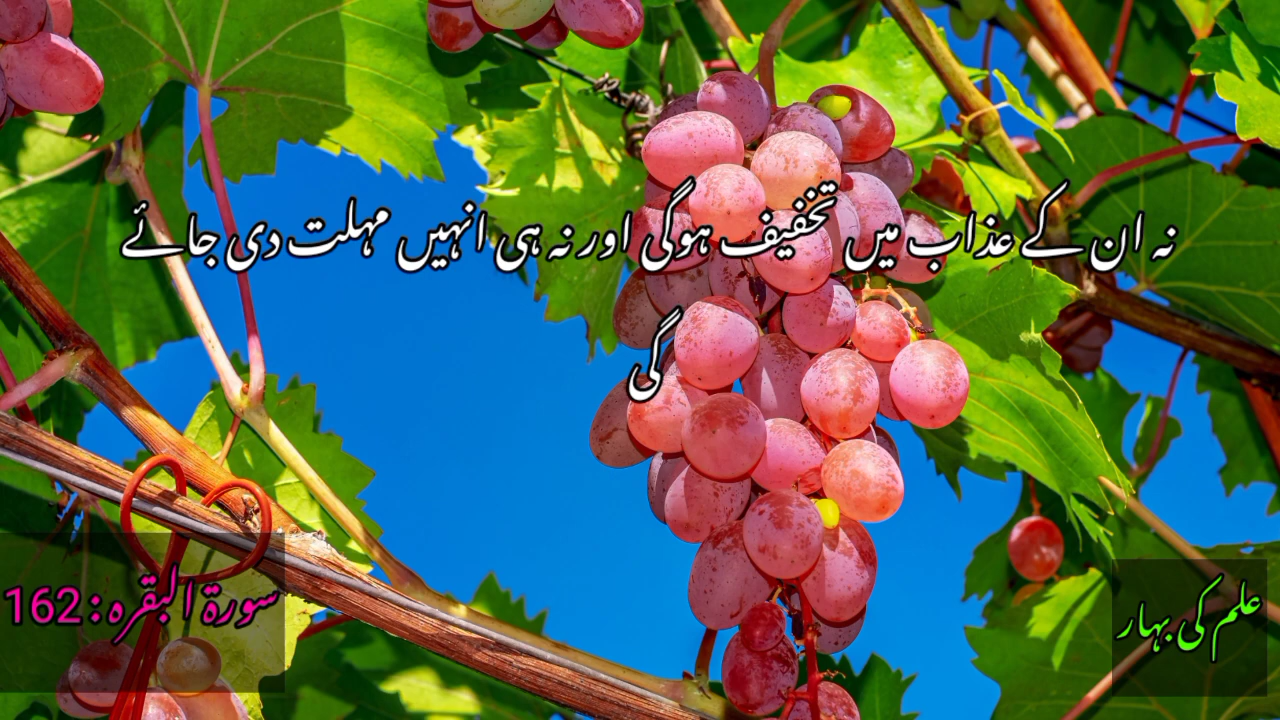 نہ ان کے عذاب میں تخفیف ہوگی اور نہ ہی انہیں مہلت دی جائے
گی
سورۃ البقرہ:162
علم کی بہار